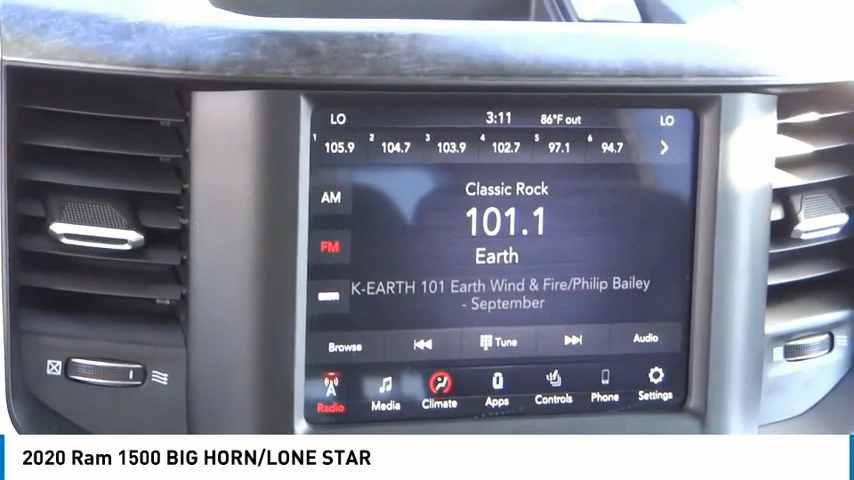 LO 3:11 86°F out LO
1 105.9 2 104.7 3 103.9 4 102.7 5 97.1 6 94.7
Classic Rock
AM
101.1
FM
Earth
K-EARTH 101 Earth Wind & Fire/Philip Bailey
- September
Browse Tune Audio
Radio Media Climate Apps Controls Phone Settings
2020 Ram 1500 BIG HORN/LONE STAR